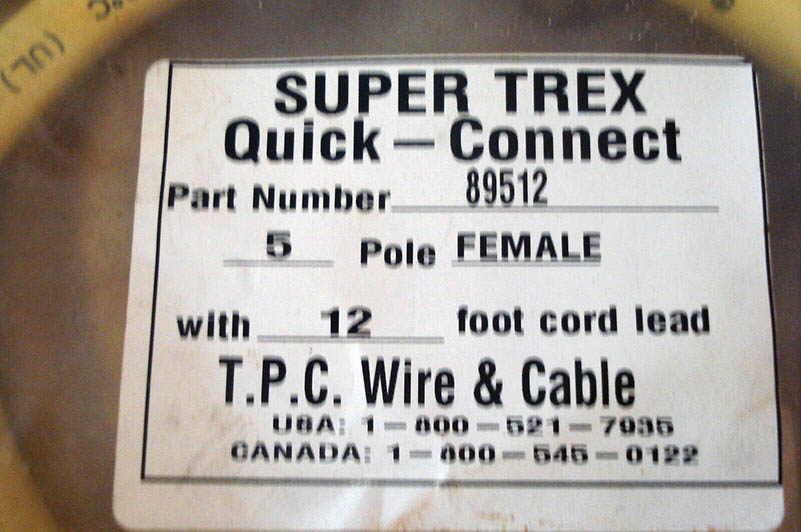 (UL)
SUPER TREX
Quick — Connect
Part Number 89512
5 Pole FEMALE
with 12 foot cord lead
T.P.C. Wire & Cable
USA: 1-800-521-7935
CANADA: 1-800-545-0122